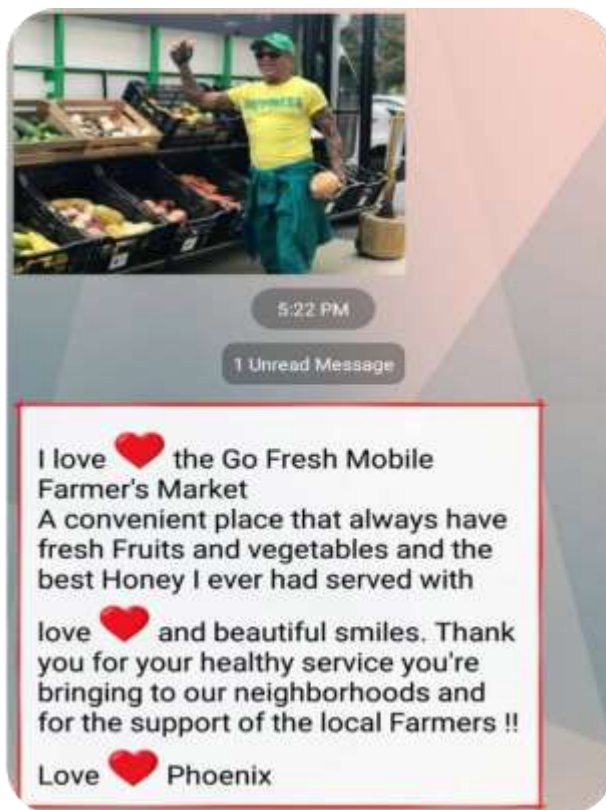 5:22 PM
1 Unread Message
I love ❤ the Go Fresh Mobile
Farmer's Market
A convenient place that always have
fresh Fruits and vegetables and the
best Honey I ever had served with
love ❤ and beautiful smiles. Thank
you for your healthy service you're
bringing to our neighborhoods and
for the support of the local Farmers !!
Love ❤ Phoenix